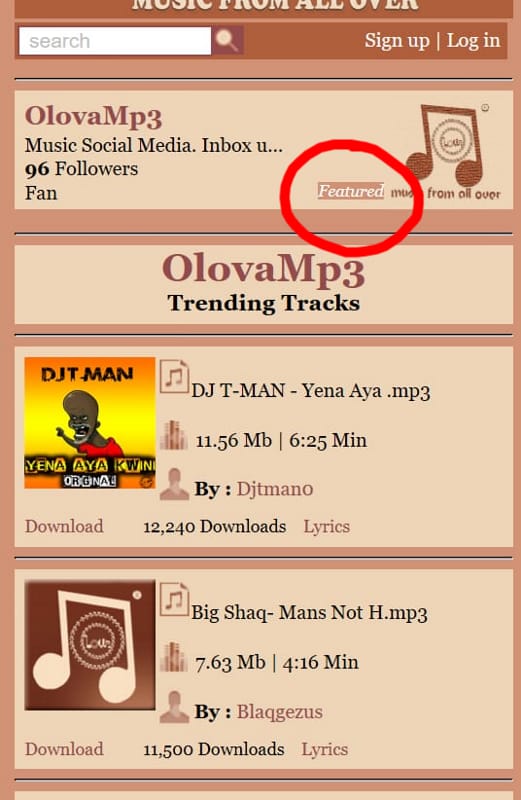 MUSIC FROM ALL OVER
search
Sign up | Log in
OlovaMp3
Music Social Media. Inbox u...
96 Followers
Fan
Featured
music from all over
OlovaMp3
Trending Tracks
DJT-MAN
YENA AYA KWINI
ORGINAL
DJ T-MAN - Yena Aya .mp3
11.56 Mb | 6:25 Min
By : Djtman0
Download 12,240 Downloads Lyrics
Big Shaq- Mans Not H.mp3
7.63 Mb | 4:16 Min
By : Blaqgezus
Download 11,500 Downloads Lyrics